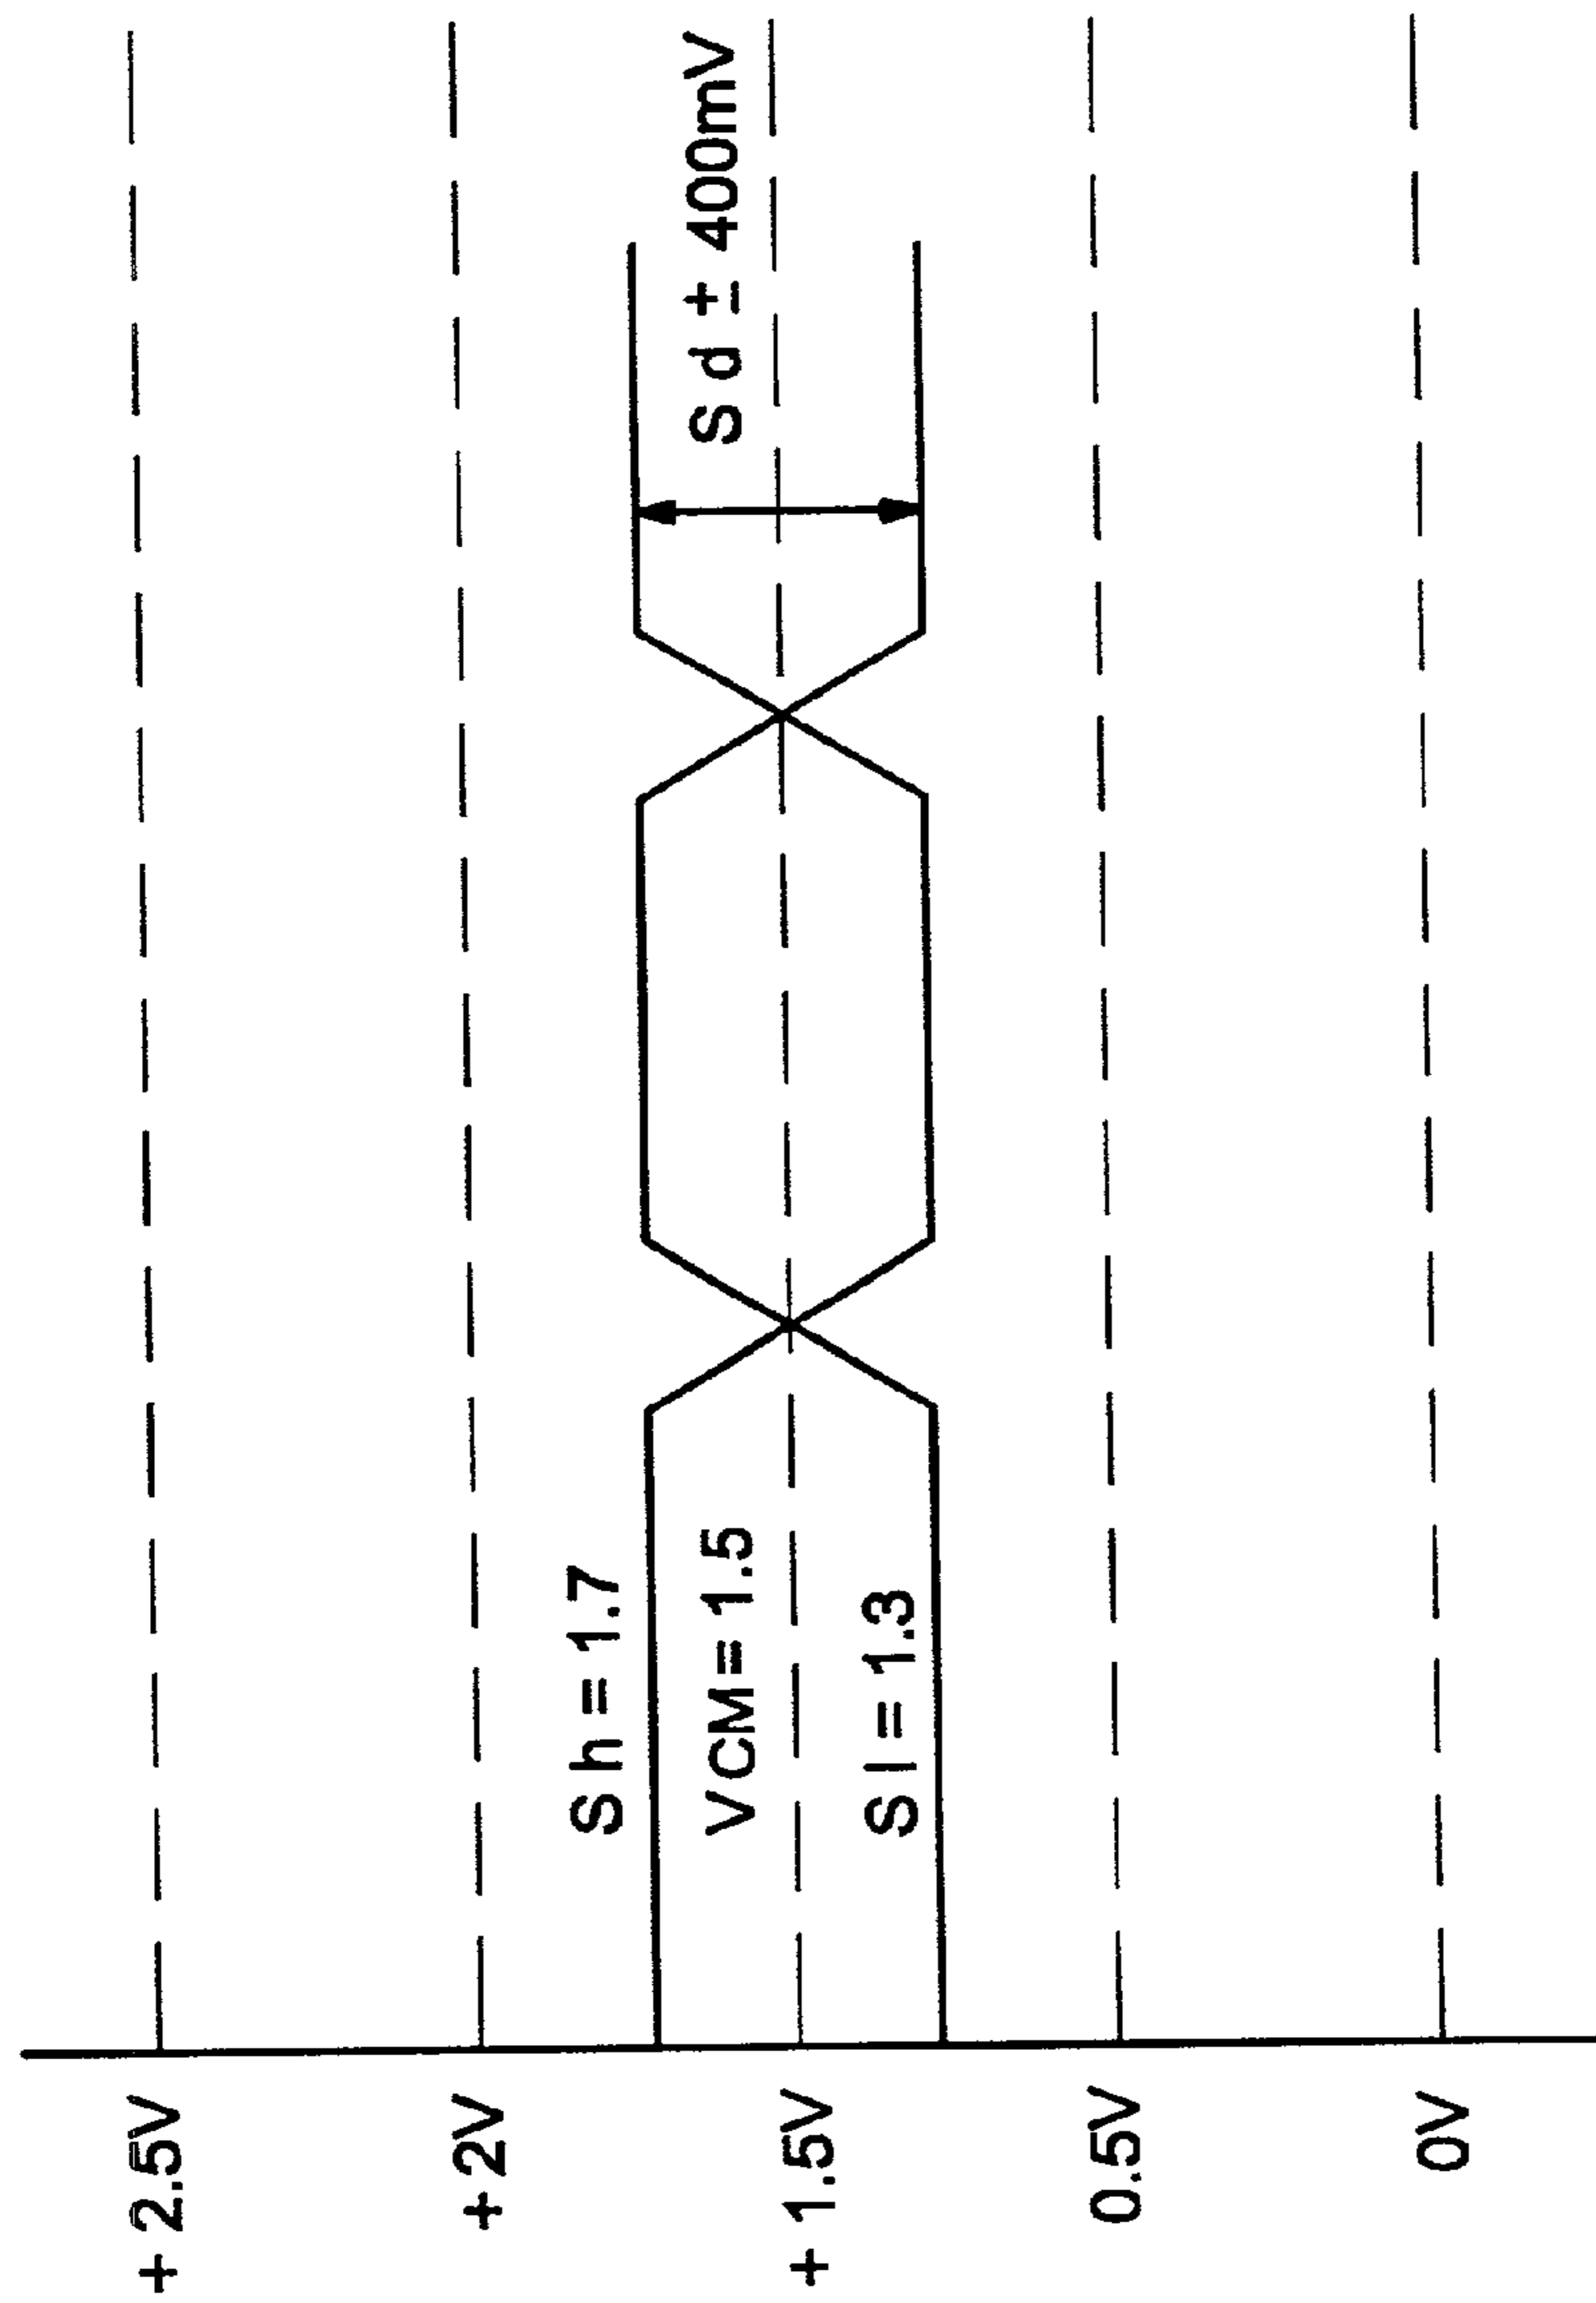 + 2.5V
+2V
S h = 1.7
S d ± 400mV
VCM= 1.5
+ 1.5V
S l = 1.3
0.5V
0V